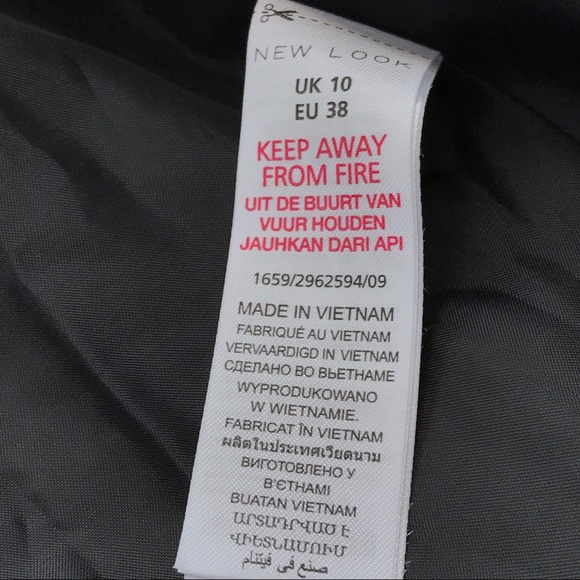 NEW LOOK
UK 10
EU 38
KEEP AWAY
FROM FIRE
UIT DE BUURT VAN
VUUR HOUDEN
JAUHKAN DARI API
1659/2962594/09
MADE IN VIETNAM
FABRIQUÉ AU VIETNAM
VERVAARDIGD IN VIETNAM
СДЕЛАНО ВО ВЬЕТНАМЕ
WYPRODUKOWANO
W WIETNAMIE.
FABRICAT ÎN VIETNAM
ผลิตในประเทศเวียดนาม
ВИГОТОВЛЕНО У
В'ЄТНАМІ
BUATAN VIETNAM
ԱՐՏԱԴՐՎԱԾ Է
ՎԻԵՏՆԱՄՈՒՄ
صنع في فيتنام